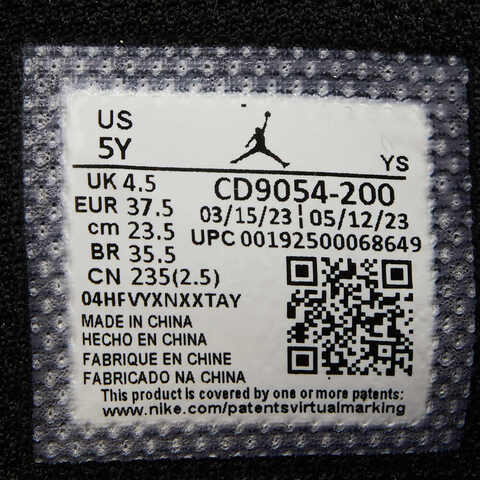 US
5Y
YS
UK 4.5
EUR 37.5
cm 23.5
BR 35.5
CN 235(2.5)
CD9054-200
03/15/23 | 05/12/23
UPC 00192500068649
04HFVYXNXXTAY
MADE IN CHINA
HECHO EN CHINA
FABRIQUE EN CHINE
FABRICADO NA CHINA
This product is covered by one or more patents:
www.nike.com/patentsvirtualmarking